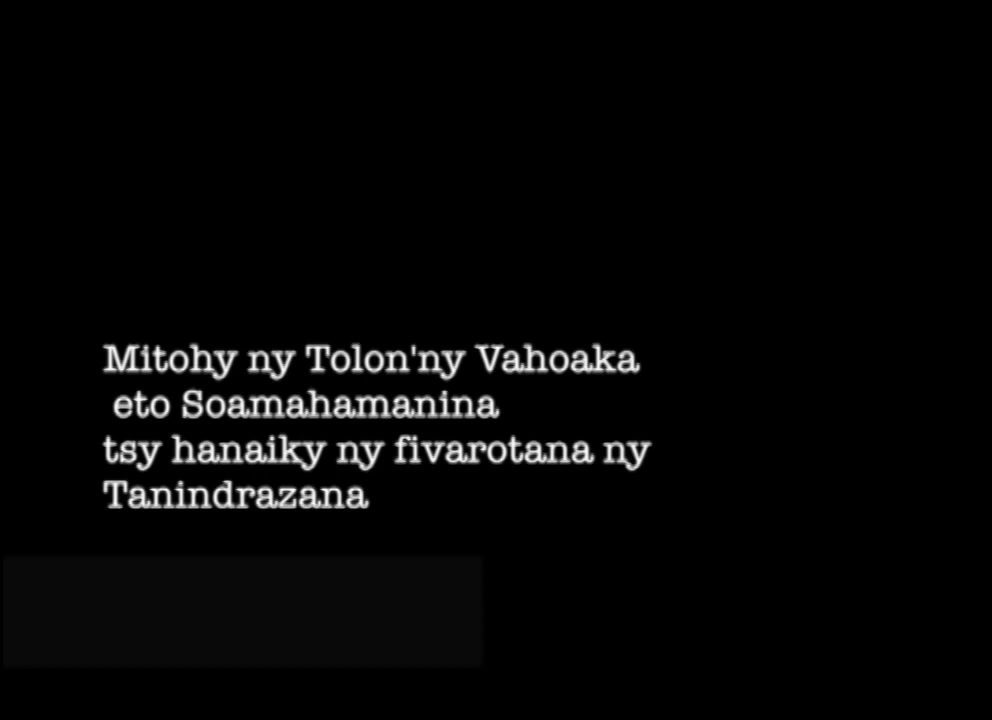 Mitohy ny Tolon'ny Vahoaka
eto Soamahamanina
tsy hanaiky ny fivarotana ny
Tanindrazana